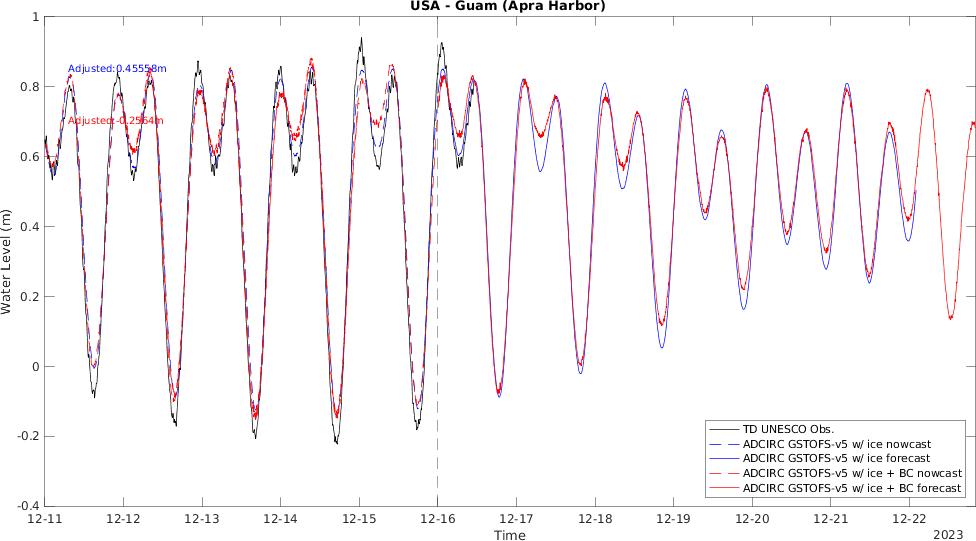 USA - Guam (Apra Harbor)
1
0.8
0.6
0.4
0.2
0
-0.2
-0.4
Water Level (m)
Adjusted:0.45558m
Adjusted:-0.2564m
TD UNESCO Obs.
ADCIRC GSTOFS-v5 w/ ice nowcast
ADCIRC GSTOFS-v5 w/ ice forecast
ADCIRC GSTOFS-v5 w/ ice + BC nowcast
ADCIRC GSTOFS-v5 w/ ice + BC forecast
12-11 12-12 12-13 12-14 12-15 12-16 12-17 12-18 12-19 12-20 12-21 12-22
Time
2023